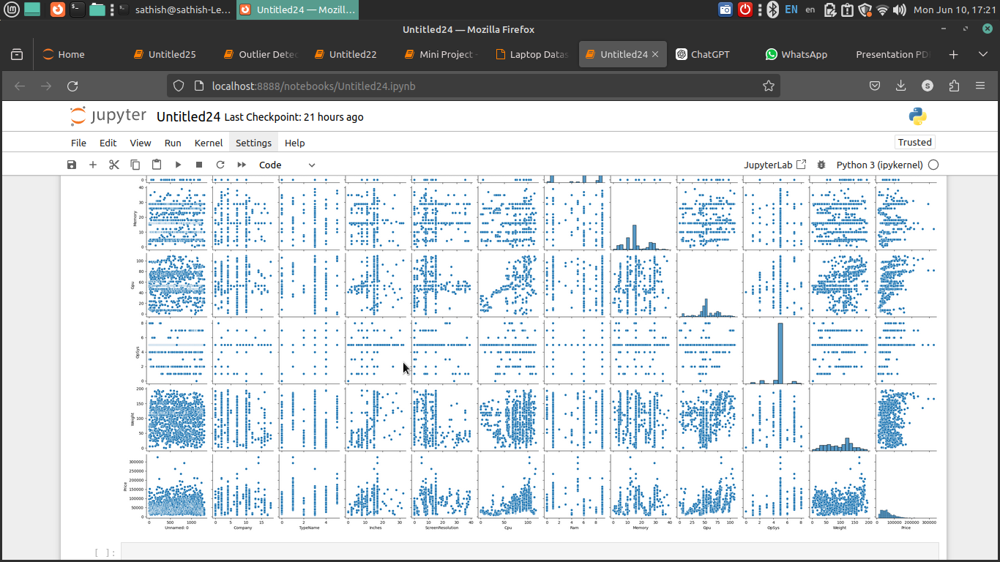 sathish@sathish-Le... Untitled24 — Mozill... EN en Mon Jun 10, 17:21
Untitled24 — Mozilla Firefox
Home Untitled25 Outlier Detec Untitled22 Mini Project - Laptop Datas Untitled24 ChatGPT WhatsApp Presentation PD
localhost:8888/notebooks/Untitled24.ipynb S
jupyter Untitled24 Last Checkpoint: 21 hours ago
File Edit View Run Kernel Settings Help Trusted
Code JupyterLab Python 3 (ipykernel)
0
40
30
20
10
0
Memory
100
80
60
40
20
0
Gpu
8
6
4
2
0
OpSys
200
150
100
50
0
Weight
300000
250000
200000
150000
100000
50000
Price
0 500 1000 0 5 10 15 0 2 4 0 10 20 30 0 10 20 30 40 0 50 100 0 2 4 6 8 0 10 20 30 40 0 25 50 75 100 0 2 4 6 8 0 50 100 150 200 0 100000 200000 300000
Unnamed: 0 Company TypeName Inches ScreenResolution Cpu Ram Memory Gpu OpSys Weight Price
[ ]: